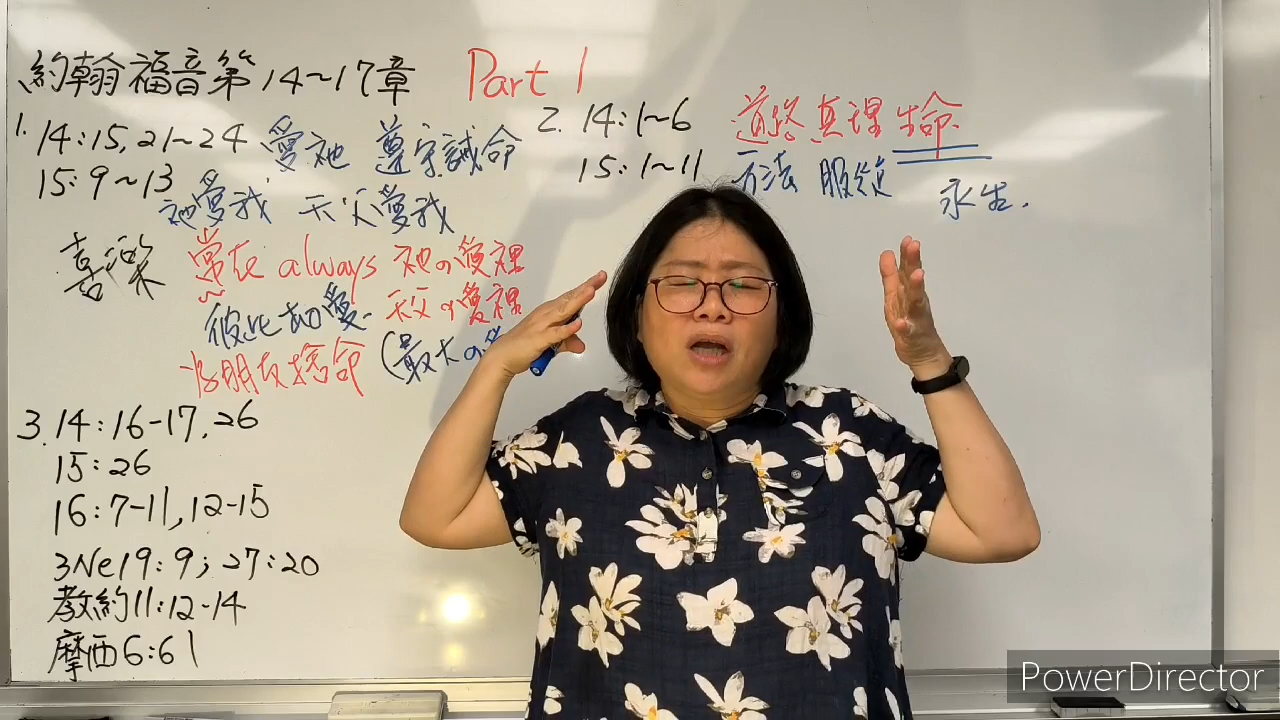 約翰福音第14~17章 Part 1
1. 14:15,21~24 愛祂 遵守誡命
15:9~13
祂愛我 天父愛我
喜樂 常在 always 祂の愛裡
彼此相愛. 天父の愛裡
為朋友捨命 (最大の
2. 14:1~6 道路 真理 生命
15:1~11 方法 服從
永生.
3. 14:16-17,26
15:26
16:7-11,12-15
3Ne19:9;27:20
教約11:12-14
摩西6:61
PowerDirector